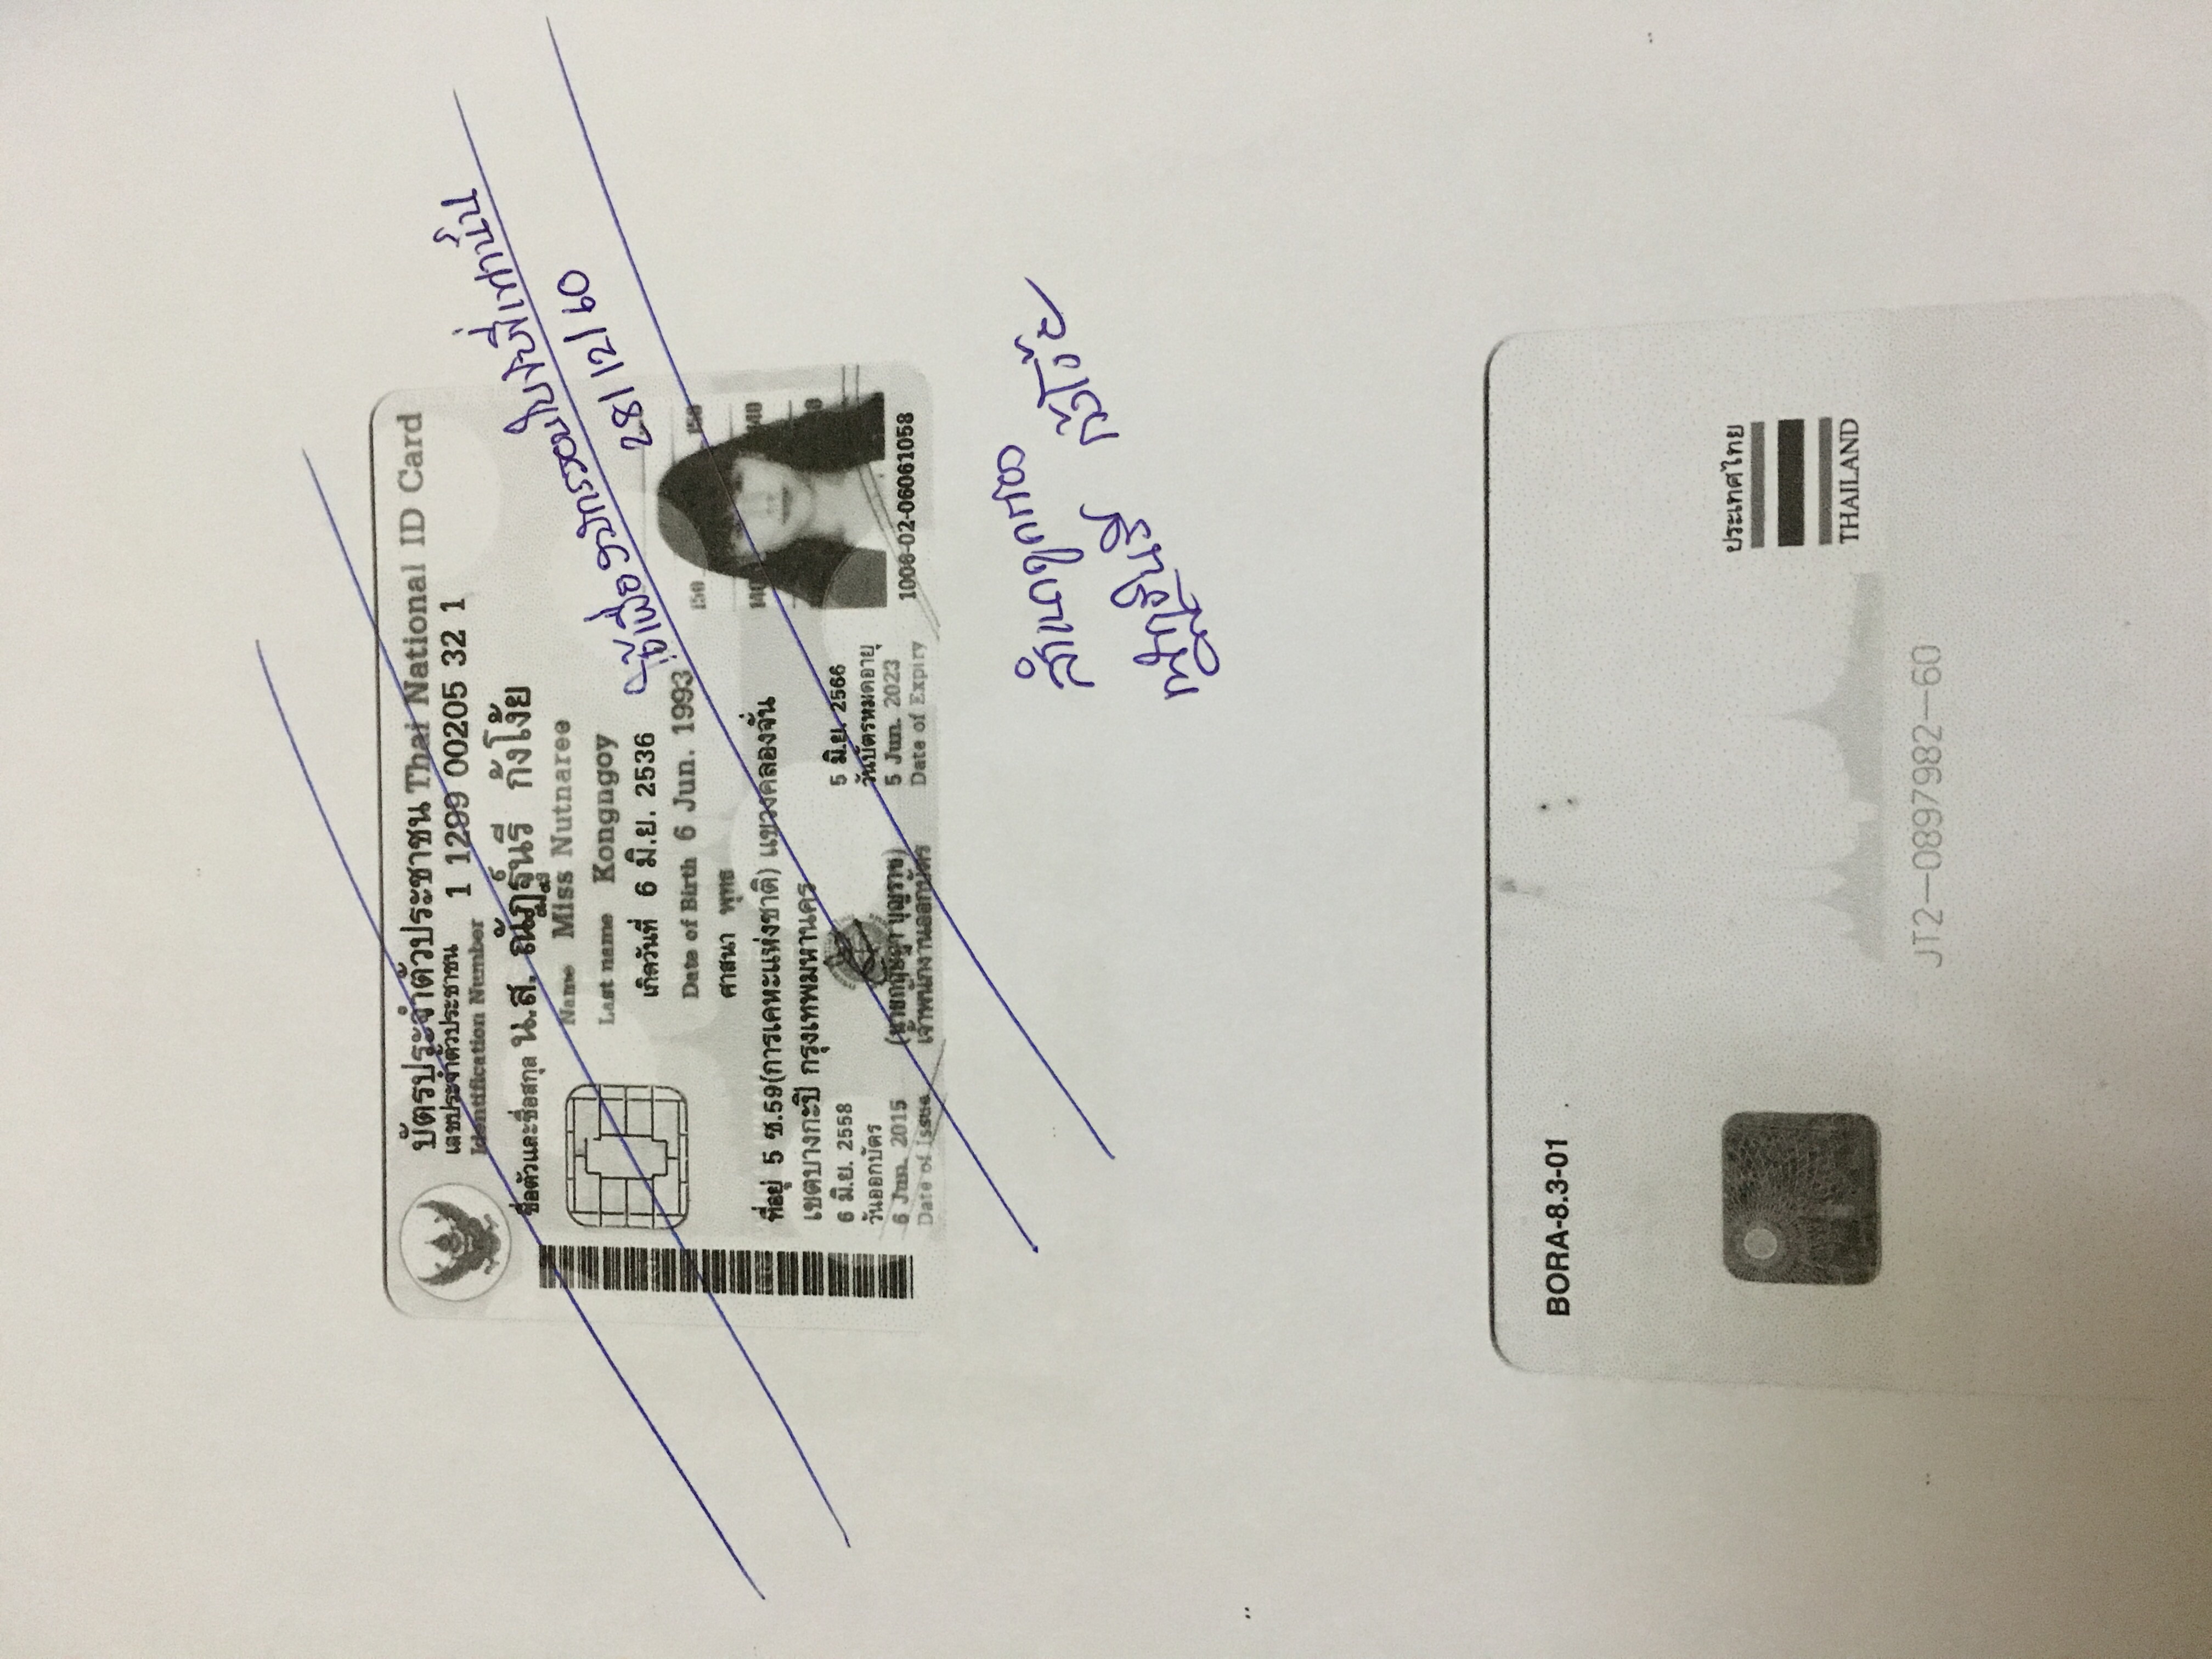 บัตรประจำตัวประชาชน Thai National ID Card
เลขประจำตัวประชาชน 1 1299 00205 32 1
Identification Number
ชื่อตัวและชื่อสกุล น.ส. ณัฏฐ์นรี ก้งโง้ย
Name Miss Nutnaree
Last name Kongngoy
เกิดวันที่ 6 มิ.ย. 2536
Date of Birth 6 Jun. 1993
ศาสนา พุทธ
ที่อยู่ 5 ซ.59(การเคหะแห่งชาติ) แขวงคลองจั่น
เขตบางกะปิ กรุงเทพมหานคร
6 มิ.ย. 2558
วันออกบัตร
6 Jun. 2015
Date of Issue
(นายกฤษฎา บุญราช)
เจ้าพนักงานออกบัตร
5 มิ.ย. 2566
วันบัตรหมดอายุ
5 Jun. 2023
Date of Expiry
150 150
140 140
1006-02-06061058
ใช้เพื่อ ใบขับขี่เท่านั้น
28/12/60
สำเนาถูกต้อง
ณัฏฐ์นรี ก้งโง้ย
BORA-8.3-01
ประเทศไทย
THAILAND
JT2-0897982-60